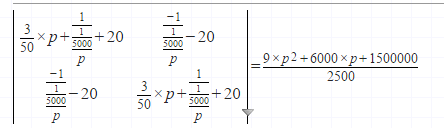 | 3/50 × p + 1/((1/5000)/p) + 20    -1/((1/5000)/p) - 20 |
| -1/((1/5000)/p) - 20    3/50 × p + 1/((1/5000)/p) + 20 | = (9 × p2 + 6000 × p + 1500000)/2500